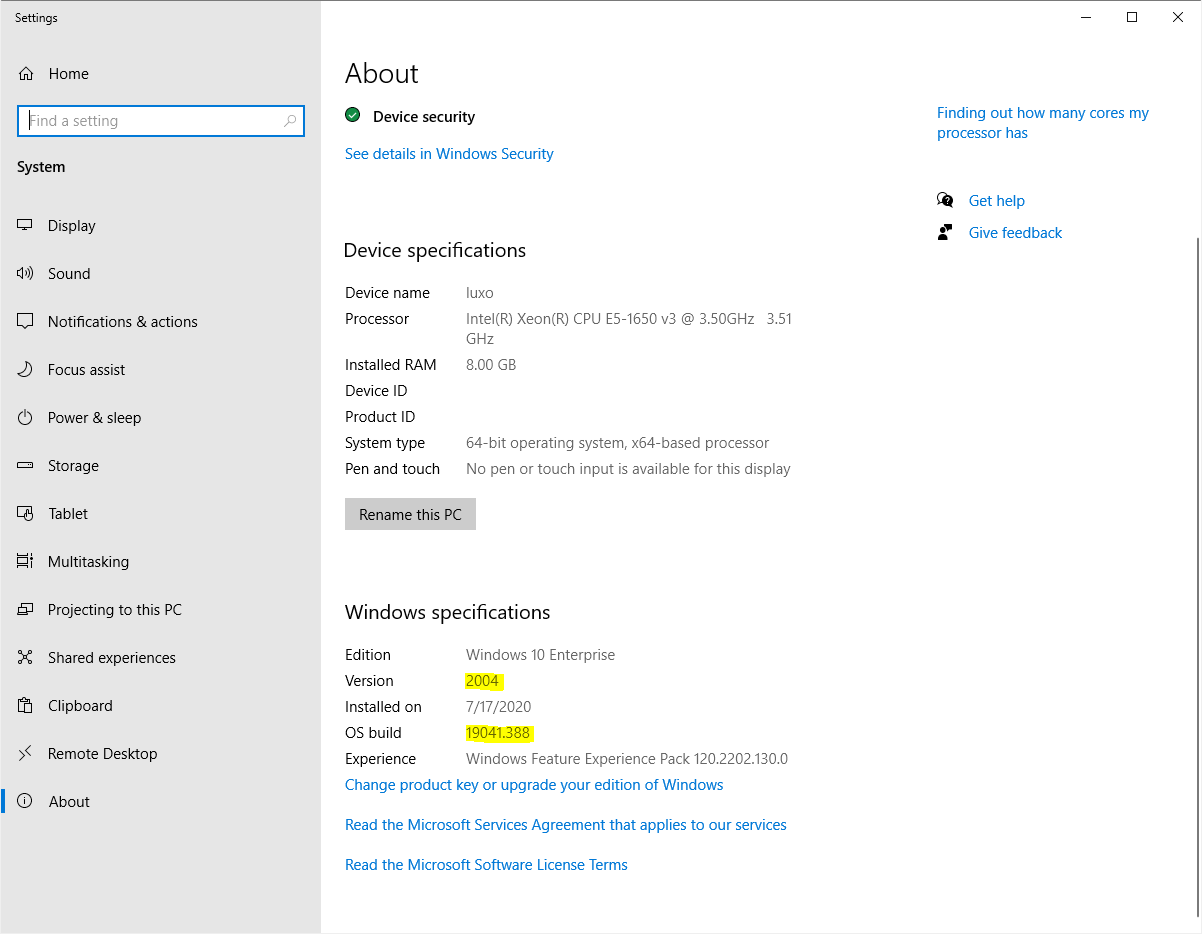 Settings
Home
Find a setting
System
Display
Sound
Notifications & actions
Focus assist
Power & sleep
Storage
Tablet
Multitasking
Projecting to this PC
Shared experiences
Clipboard
Remote Desktop
About
About
Device security
See details in Windows Security
Device specifications
Device name luxo
Processor Intel(R) Xeon(R) CPU E5-1650 v3 @ 3.50GHz 3.51
GHz
Installed RAM 8.00 GB
Device ID
Product ID
System type 64-bit operating system, x64-based processor
Pen and touch No pen or touch input is available for this display
Rename this PC
Windows specifications
Edition Windows 10 Enterprise
Version 2004
Installed on 7/17/2020
OS build 19041.388
Experience Windows Feature Experience Pack 120.2202.130.0
Change product key or upgrade your edition of Windows
Read the Microsoft Services Agreement that applies to our services
Read the Microsoft Software License Terms
Finding out how many cores my
processor has
Get help
Give feedback